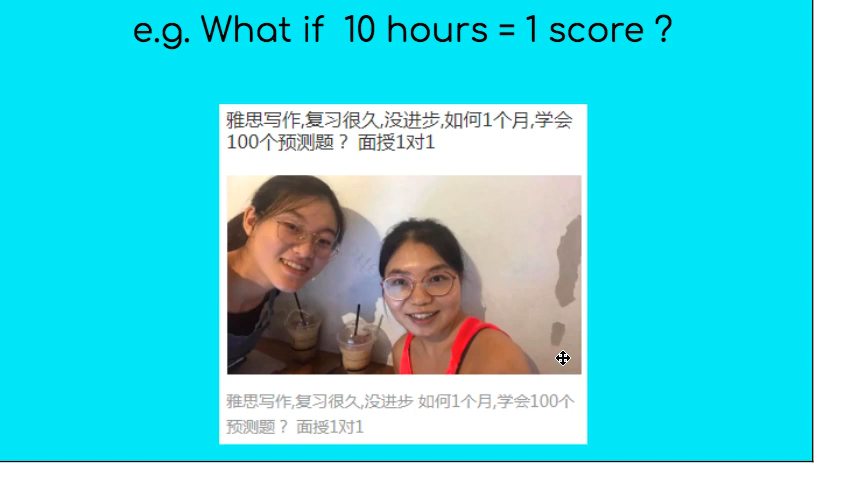 e.g. What if 10 hours = 1 score ?
雅思写作,复习很久,没进步,如何1个月,学会
100个预测题？ 面授1对1
雅思写作,复习很久,没进步 如何1个月,学会100个
预测题？ 面授1对1